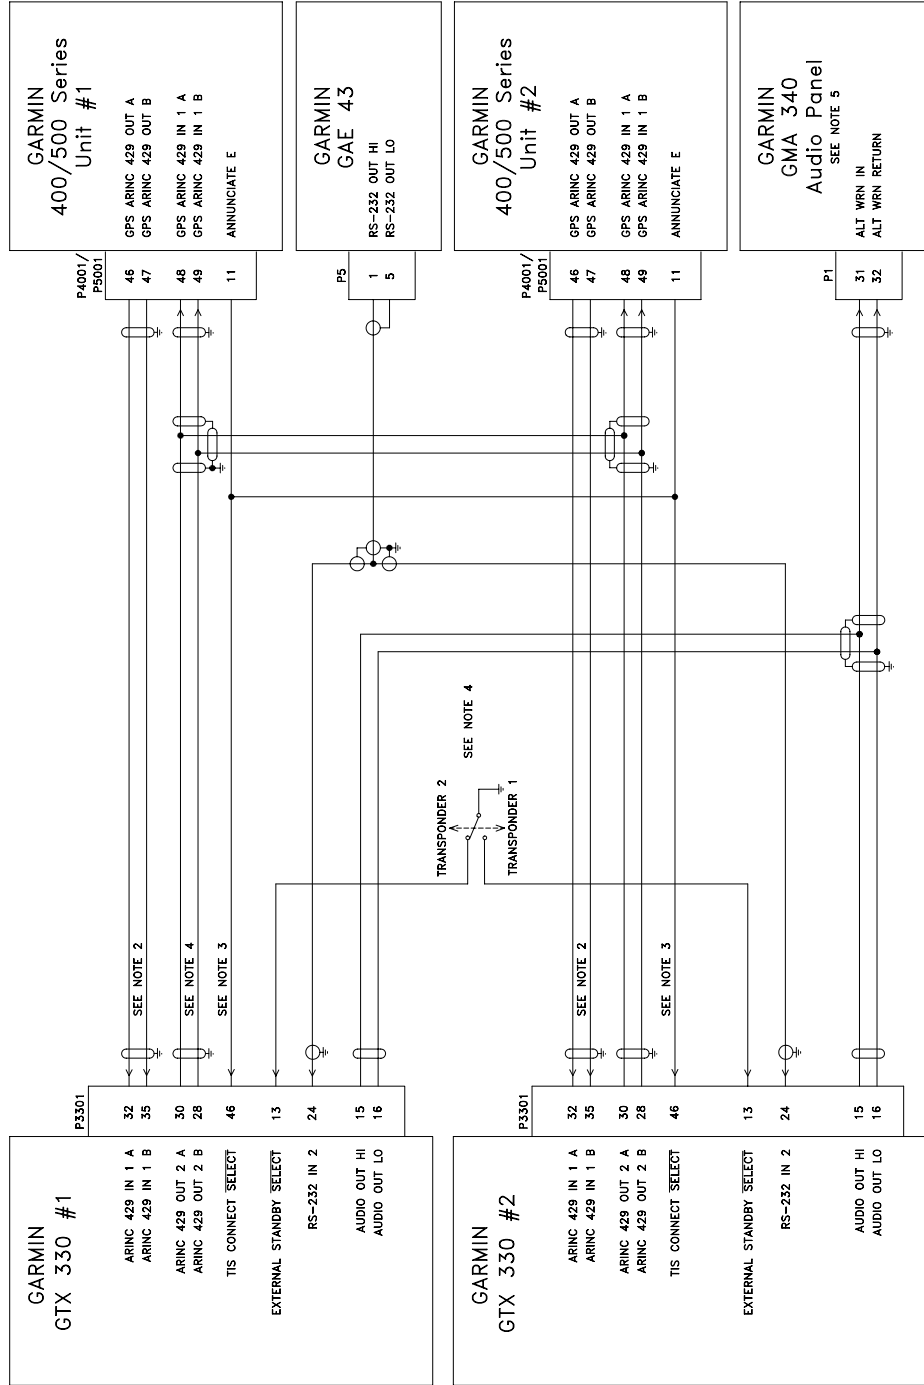 GARMIN
GTX 330 #1
P3301
ARINC 429 IN 1 A 32
ARINC 429 IN 1 B 35
ARINC 429 OUT 2 A 30
ARINC 429 OUT 2 B 28
TIS CONNECT SELECT 46
EXTERNAL STANDBY SELECT 13
RS-232 IN 2 24
AUDIO OUT HI 15
AUDIO OUT LO 16
SEE NOTE 2
SEE NOTE 4
SEE NOTE 3
GARMIN
400/500 Series
Unit #1
P4001/
P5001
46 GPS ARINC 429 OUT A
47 GPS ARINC 429 OUT B
48 GPS ARINC 429 IN 1 A
49 GPS ARINC 429 IN 1 B
11 ANNUNCIATE E
GARMIN
GAE 43
P5
1 RS-232 OUT HI
5 RS-232 OUT LO
TRANSPONDER 2
SEE NOTE 4
TRANSPONDER 1
GARMIN
GTX 330 #2
P3301
ARINC 429 IN 1 A 32
ARINC 429 IN 1 B 35
ARINC 429 OUT 2 A 30
ARINC 429 OUT 2 B 28
TIS CONNECT SELECT 46
EXTERNAL STANDBY SELECT 13
RS-232 IN 2 24
AUDIO OUT HI 15
AUDIO OUT LO 16
SEE NOTE 2
SEE NOTE 3
GARMIN
400/500 Series
Unit #2
P4001/
P5001
46 GPS ARINC 429 OUT A
47 GPS ARINC 429 OUT B
48 GPS ARINC 429 IN 1 A
49 GPS ARINC 429 IN 1 B
11 ANNUNCIATE E
GARMIN
GMA 340
Audio Panel
SEE NOTE 5
P1
31 ALT WRN IN
32 ALT WRN RETURN